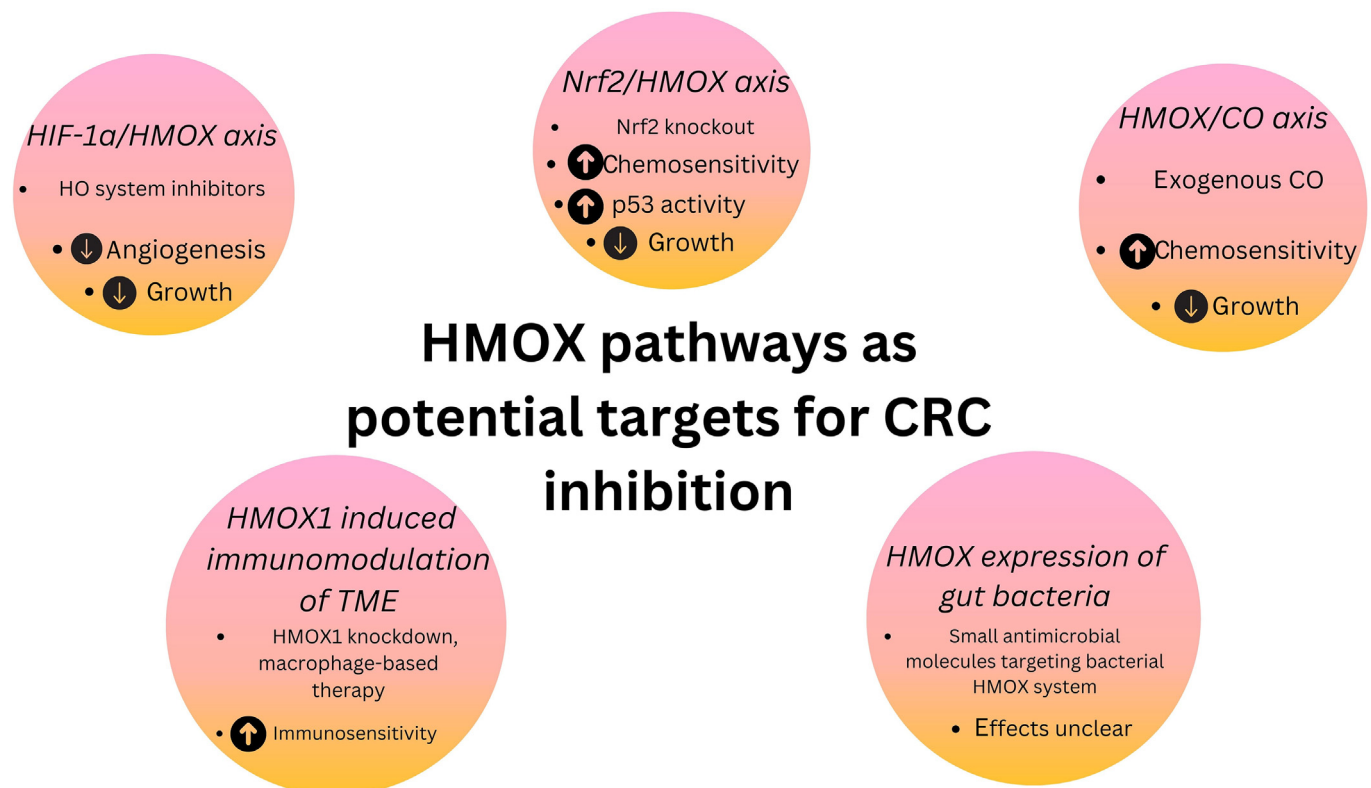 HIF-1a/HMOX axis
• HO system inhibitors
• ↓ Angiogenesis
• ↓ Growth
Nrf2/HMOX axis
• Nrf2 knockout
• ↑ Chemosensitivity
• ↑ p53 activity
• ↓ Growth
HMOX/CO axis
• Exogenous CO
• ↑ Chemosensitivity
• ↓ Growth
HMOX pathways as
potential targets for CRC
inhibition
HMOX1 induced
immunomodulation
of TME
• HMOX1 knockdown,
macrophage-based
therapy
• ↑ Immunosensitivity
HMOX expression of
gut bacteria
• Small antimicrobial
molecules targeting bacterial
HMOX system
• Effects unclear